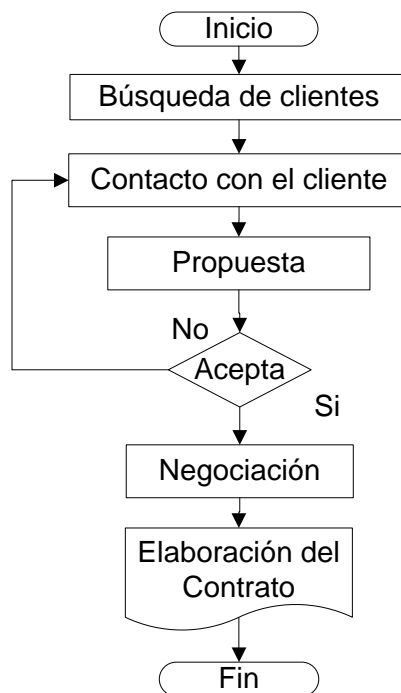 Inicio
Búsqueda de clientes
Contacto con el cliente
Propuesta
No
Acepta
Si
Negociación
Elaboración del
Contrato
Fin